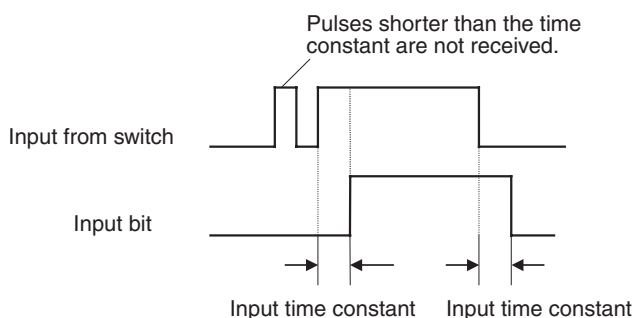 Pulses shorter than the time
constant are not received.
Input from switch
Input bit
Input time constant
Input time constant